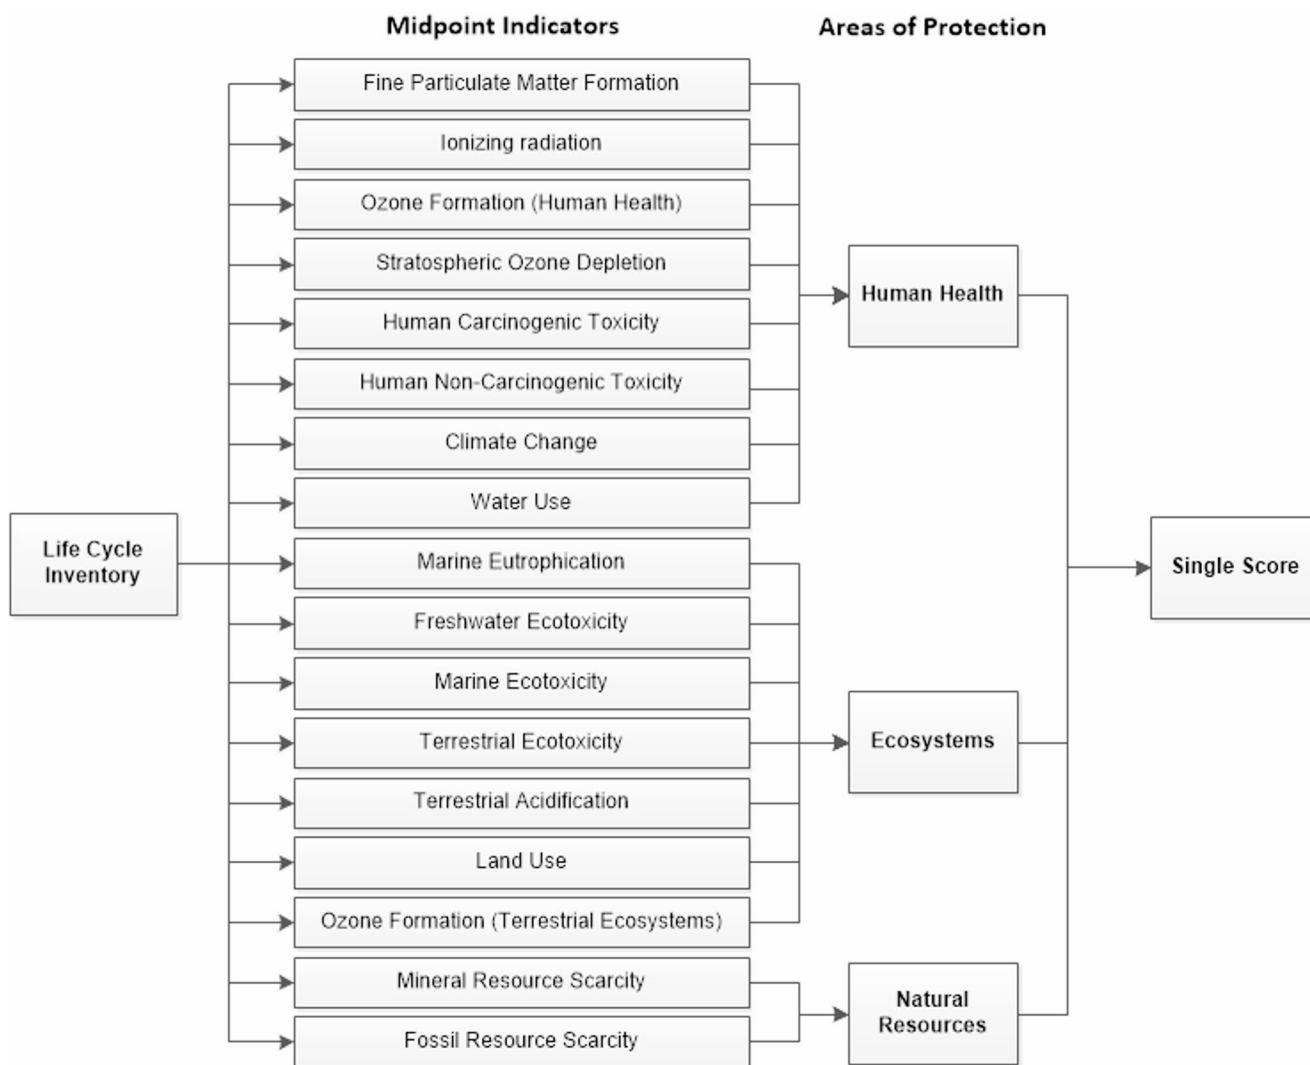 Midpoint Indicators
Areas of Protection
Fine Particulate Matter Formation
Ionizing radiation
Ozone Formation (Human Health)
Stratospheric Ozone Depletion
Human Carcinogenic Toxicity
Human Non-Carcinogenic Toxicity
Climate Change
Water Use
Marine Eutrophication
Freshwater Ecotoxicity
Marine Ecotoxicity
Terrestrial Ecotoxicity
Terrestrial Acidification
Land Use
Ozone Formation (Terrestrial Ecosystems)
Mineral Resource Scarcity
Fossil Resource Scarcity
Life Cycle
Inventory
Human Health
Ecosystems
Natural
Resources
Single Score